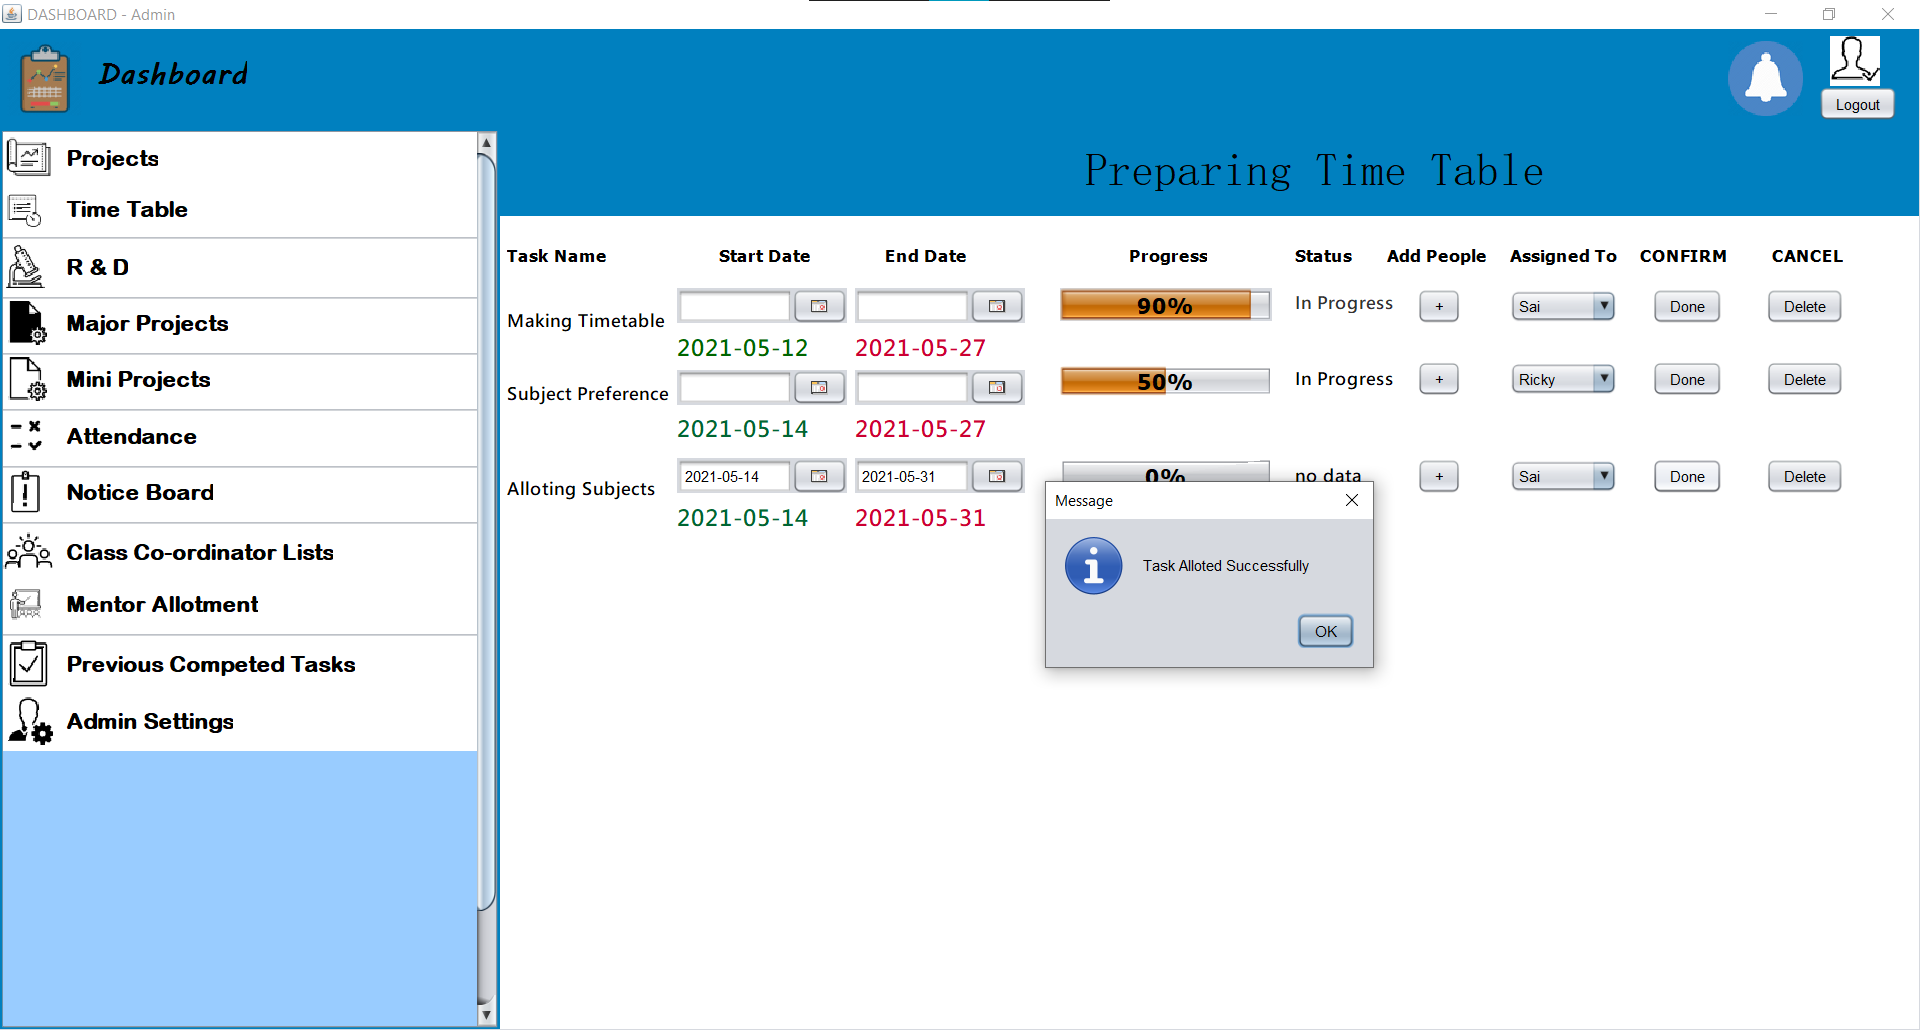 DASHBOARD - Admin
Dashboard
Logout
Projects
Time Table
R & D
Major Projects
Mini Projects
Attendance
Notice Board
Class Co-ordinator Lists
Mentor Allotment
Previous Competed Tasks
Admin Settings
Preparing Time Table
Task Name Start Date End Date Progress Status Add People Assigned To CONFIRM CANCEL
Making Timetable 90% In Progress + Sai Done Delete
2021-05-12 2021-05-27
Subject Preference 50% In Progress + Ricky Done Delete
2021-05-14 2021-05-27
Alloting Subjects 2021-05-14 2021-05-31 0% no data + Sai Done Delete
2021-05-14 2021-05-31
Message
Task Alloted Successfully
OK